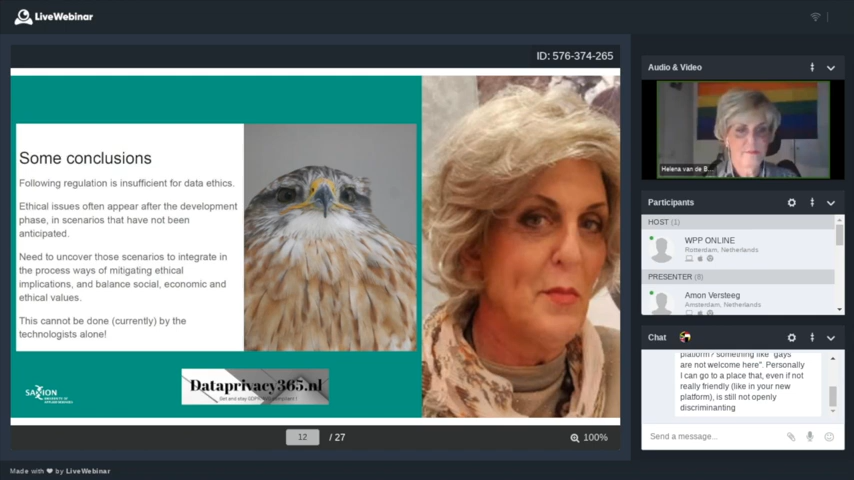 LiveWebinar
ID: 576-374-265
Some conclusions
Following regulation is insufficient for data ethics.
Ethical issues often appear after the development
phase, in scenarios that have not been
anticipated.
Need to uncover those scenarios to integrate in
the process ways of mitigating ethical
implications, and balance social, economic and
ethical values.
This cannot be done (currently) by the
technologists alone!
SAXION
UNIVERSITY OF
APPLIED SCIENCES
Dataprivacy365.nl
12
/ 27
100%
Made with ❤ by LiveWebinar
Audio & Video
Helena van de B...
Participants
HOST (1)
WPP ONLINE
Rotterdam, Netherlands
PRESENTER (8)
Amon Versteeg
Amsterdam, Netherlands
Chat
platform? something like "gays
are not welcome here". Personally
I can go to a place that, even if not
really friendly (like in your new
platform), is still not openly
discriminanting
Send a message...